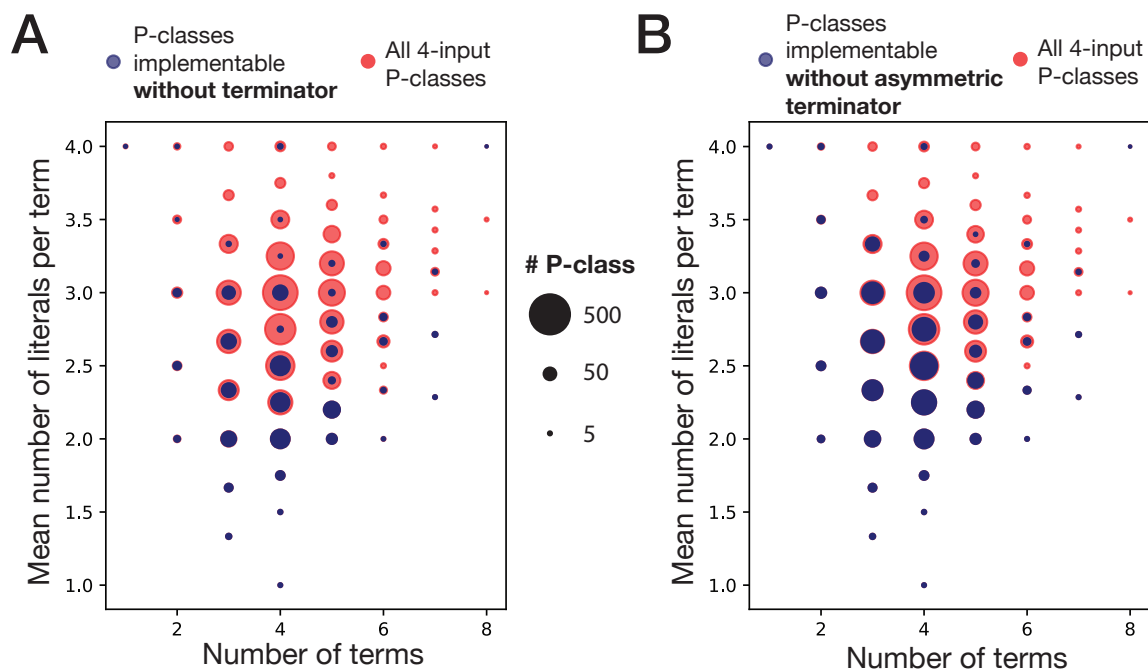 A
P-classes
implementable
without terminator
All 4-input
P-classes
Mean number of literals per term
4.0
3.5
3.0
2.5
2.0
1.5
1.0
2
4
6
8
Number of terms
# P-class
500
50
5
B
P-classes
implementable
without asymmetric
terminator
All 4-input
P-classes
Mean number of literals per term
4.0
3.5
3.0
2.5
2.0
1.5
1.0
2
4
6
8
Number of terms